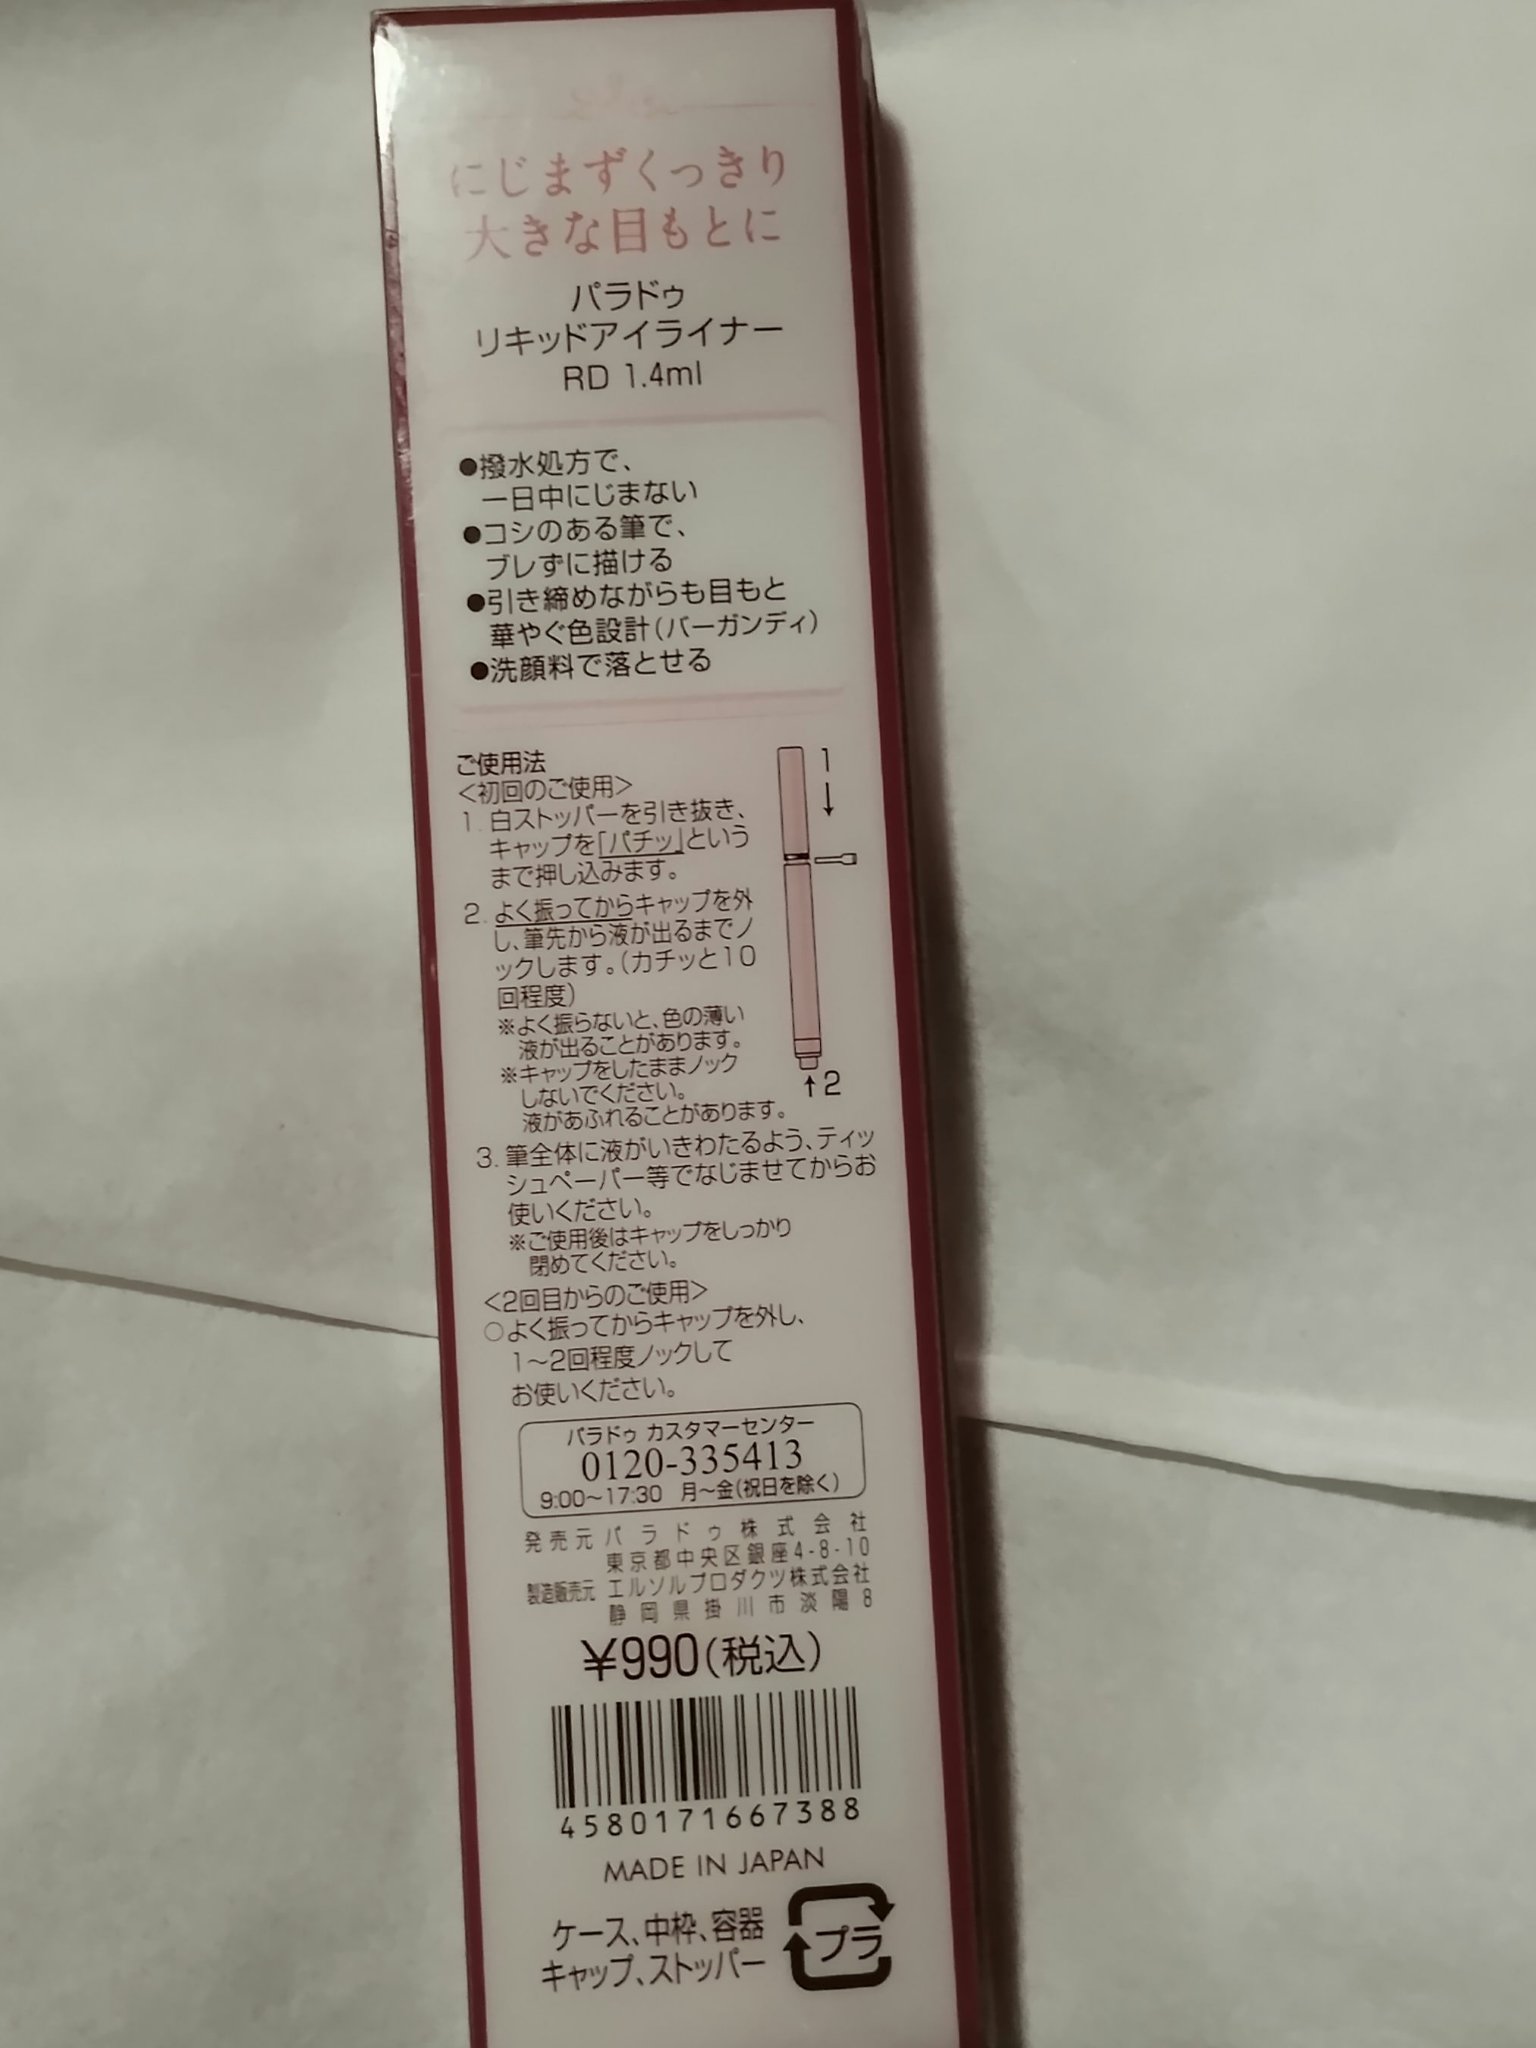 にじまずくっきり
大きな目もとに
パラドゥ
リキッドアイライナー
RD 1.4ml
●撥水処方で、
一日中にじまない
●コシのある筆で、
ブレずに描ける
●引き締めながらも目もと
華やぐ色設計(バーガンディ)
●洗顔料で落とせる
ご使用法
<初回のご使用>
1. 白ストッパーを引き抜き、
キャップを「パチッ」という
まで押し込みます。
2. よく振ってからキャップを外
し、筆先から液が出るまでノ
ックします。(カチッと10
回程度)
※よく振らないと、色の薄い
液が出ることがあります。
※キャップをしたままノック
しないでください。
液があふれることがあります。
1
↓
↑2
3. 筆全体に液がいきわたるよう、ティッ
シュペーパー等でなじませてからお
使いください。
※ご使用後はキャップをしっかり
閉めてください。
<2回目からのご使用>
○よく振ってからキャップを外し、
1〜2回程度ノックして
お使いください。
パラドゥ カスタマーセンター
0120-335413
9:00〜17:30 月〜金(祝日を除く)
発売元 パラドゥ株式会社
東京都中央区銀座4-8-10
製造販売元 エルソルプロダクツ株式会社
静岡県掛川市淡陽8
¥990(税込)
4580171667388
MADE IN JAPAN
ケース、中枠、容器
キャップ、ストッパー
プラ